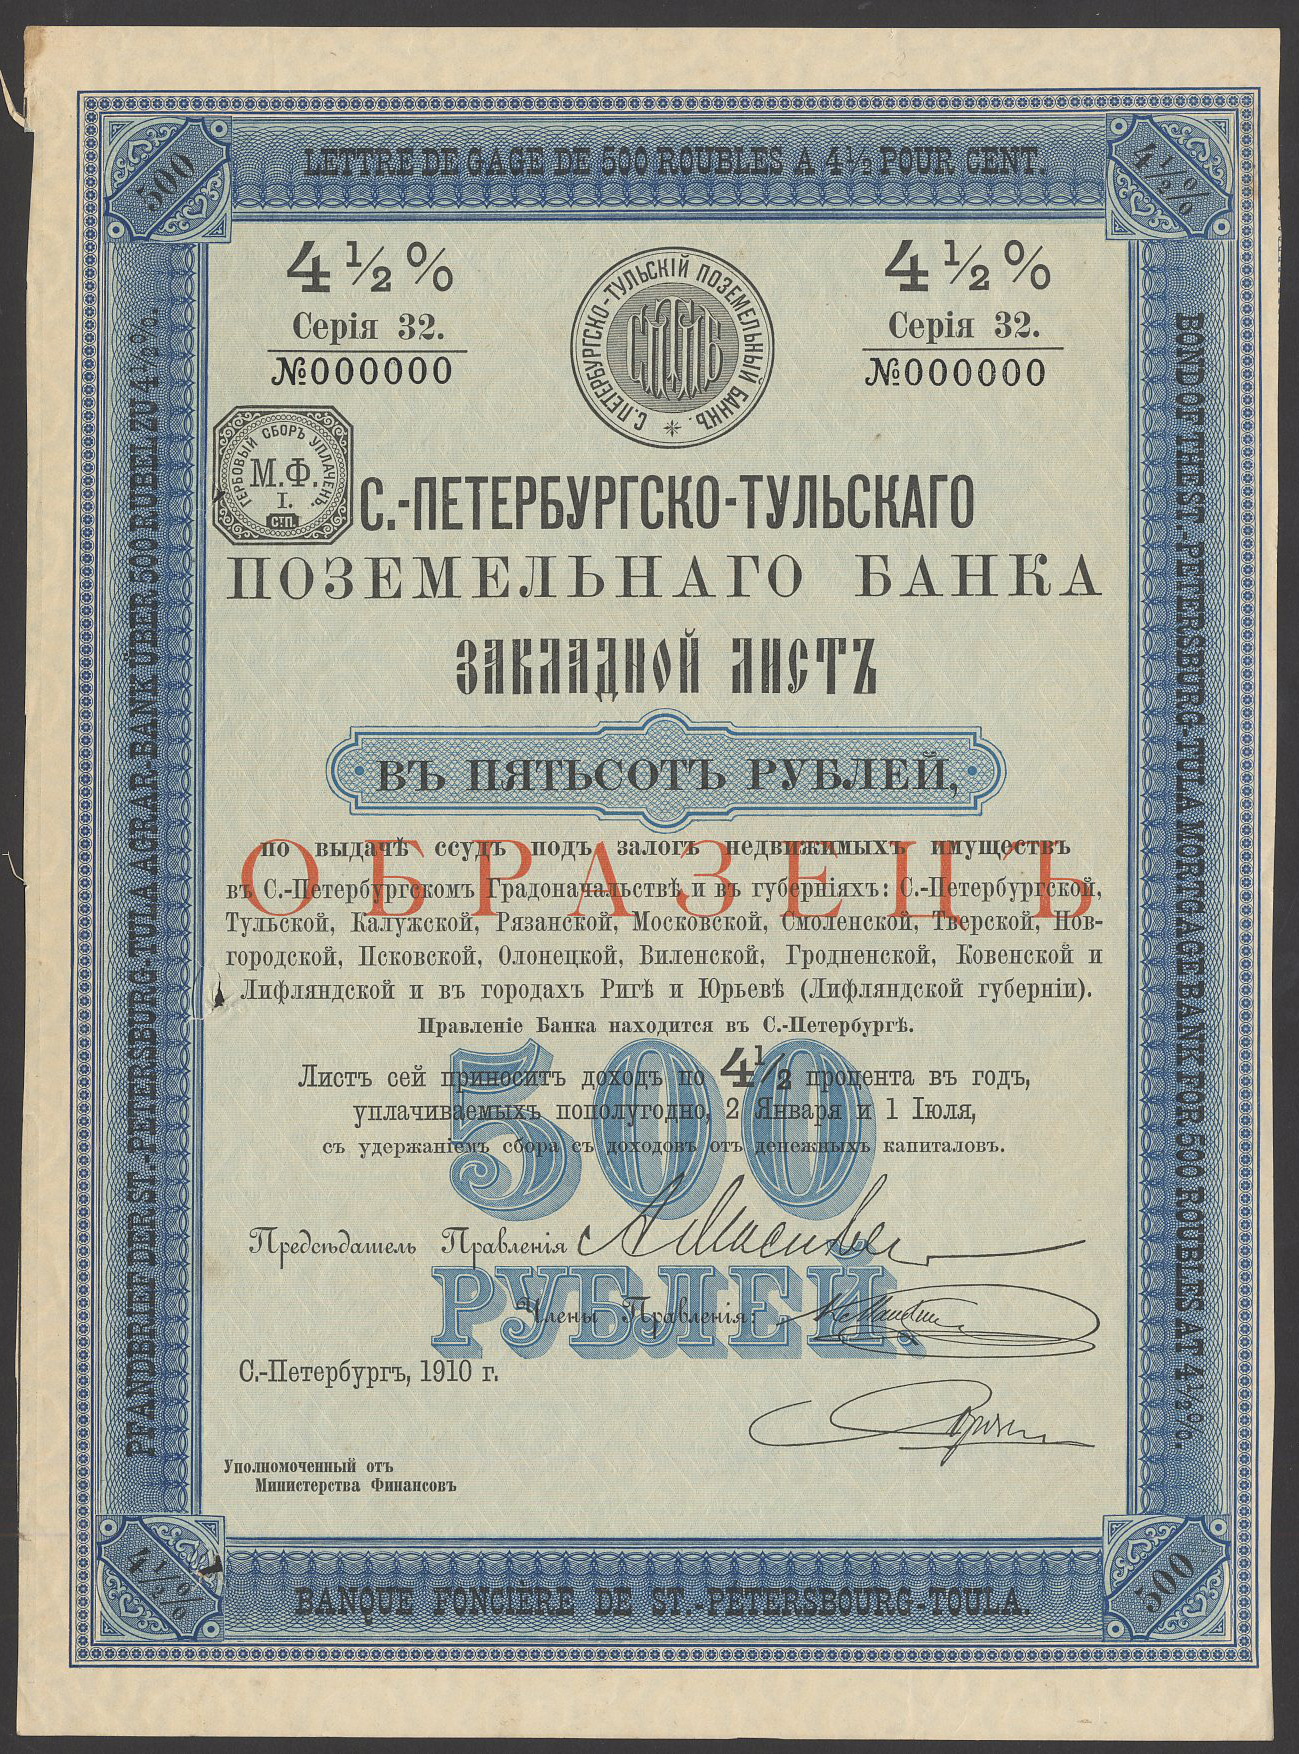 LETTRE DE GAGE DE 500 ROUBLES A 4½ POUR CENT.
500
4½%
4½%
Серія 32.
№000000
С.ПЕТЕРБУРГСКО-ТУЛЬСКІЙ ПОЗЕМЕЛЬНЫЙ БАНКЪ.
4½%
Серія 32.
№000000
ГЕРБОВЫЙ СБОРЪ УПЛАЧЕНЪ.
М.Ф.
I.
С.П.
С.-ПЕТЕРБУРГСКО-ТУЛЬСКАГО
ПОЗЕМЕЛЬНАГО БАНКА
ЗАКЛАДНОЙ ЛИСТЪ
ВЪ ПЯТЬСОТЪ РУБЛЕЙ,
ОБРАЗЕЦЪ
по выдачѣ ссудъ подъ залогъ недвижимыхъ имуществъ
въ С.-Петербургскомъ Градоначальствѣ и въ губерніяхъ: С.-Петербургской,
Тульской, Калужской, Рязанской, Московской, Смоленской, Тверской, Нов-
городской, Псковской, Олонецкой, Виленской, Гродненской, Ковенской и
Лифляндской и въ городахъ Ригѣ и Юрьевѣ (Лифляндской губерніи).
Правленіе Банка находится въ С.-Петербургѣ.
500
РУБЛЕЙ.
Листъ сей приноситъ доходъ по 4½ процента въ годъ,
уплачиваемыхъ пополугодно, 2 Января и 1 Іюля,
съ удержаніемъ сбора съ доходовъ отъ денежныхъ капиталовъ.
Предсѣдатель Правленія
Члены Правленія:
С.-Петербургъ, 1910 г.
Уполномоченный отъ
Министерства Финансовъ
PFANDBRIEF DER ST.-PETERSBURG-TULA AGRAR-BANK ÜBER 500 RUBEL ZU 4½%.
BOND OF THE ST.-PETERSBURG-TULA MORTGAGE BANK FOR 500 ROUBLES AT 4½%.
4½%
500
BANQUE FONCIÈRE DE ST.-PÉTERSBOURG-TOULA.